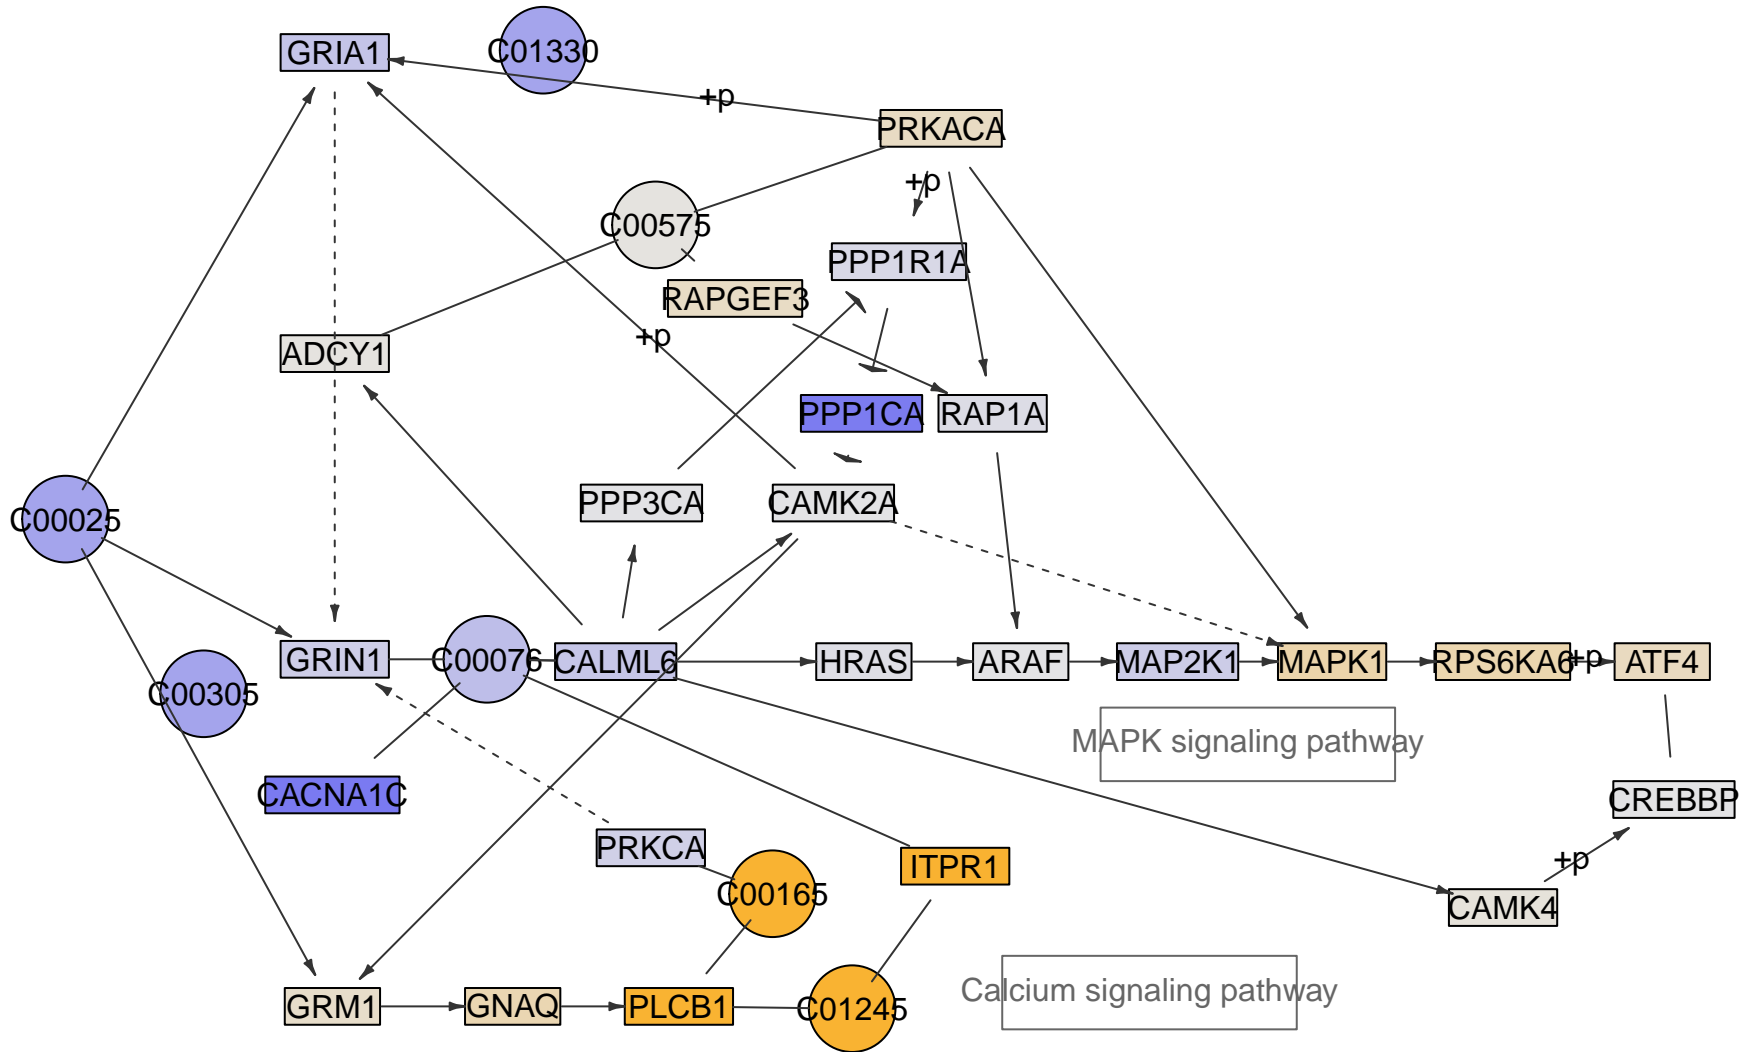 GRIA1
C01330
+p
PRKACA
+p
C00575
PPP1R1A
RAPGEF3
+p
ADCY1
PPP1CA
RAP1A
PPP3CA
CAMK2A
C00025
GRIN1
C00076
CALML6
HRAS
ARAF
MAP2K1
MAPK1
RPS6KA6
+p
ATF4
C00305
MAPK signaling pathway
CACNA1C
CREBBP
PRKCA
ITPR1
+p
C00165
CAMK4
Calcium signaling pathway
GRM1
GNAQ
PLCB1
C01245